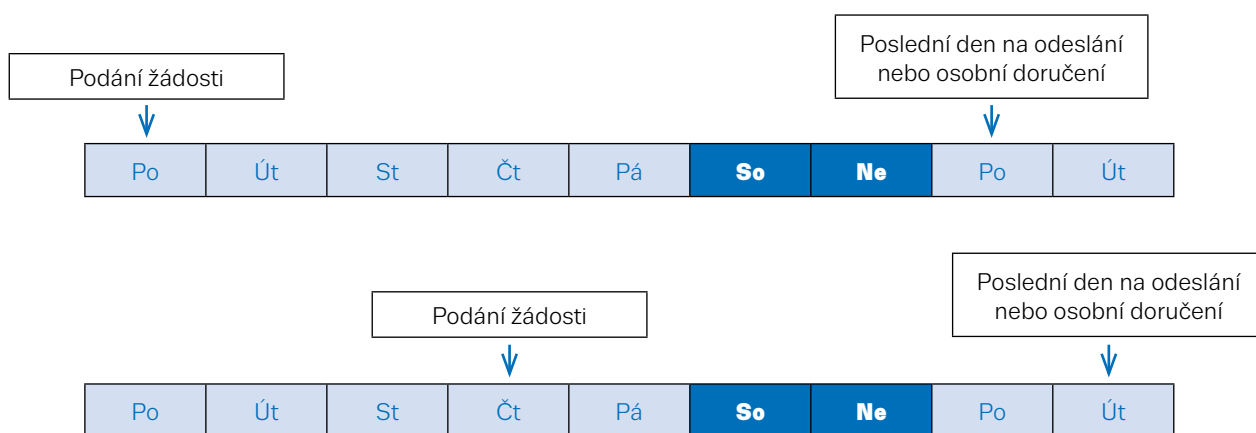 Podání žádosti
Poslední den na odeslání
nebo osobní doručení
Po Út St Čt Pá So Ne Po Út
Podání žádosti
Poslední den na odeslání
nebo osobní doručení
Po Út St Čt Pá So Ne Po Út